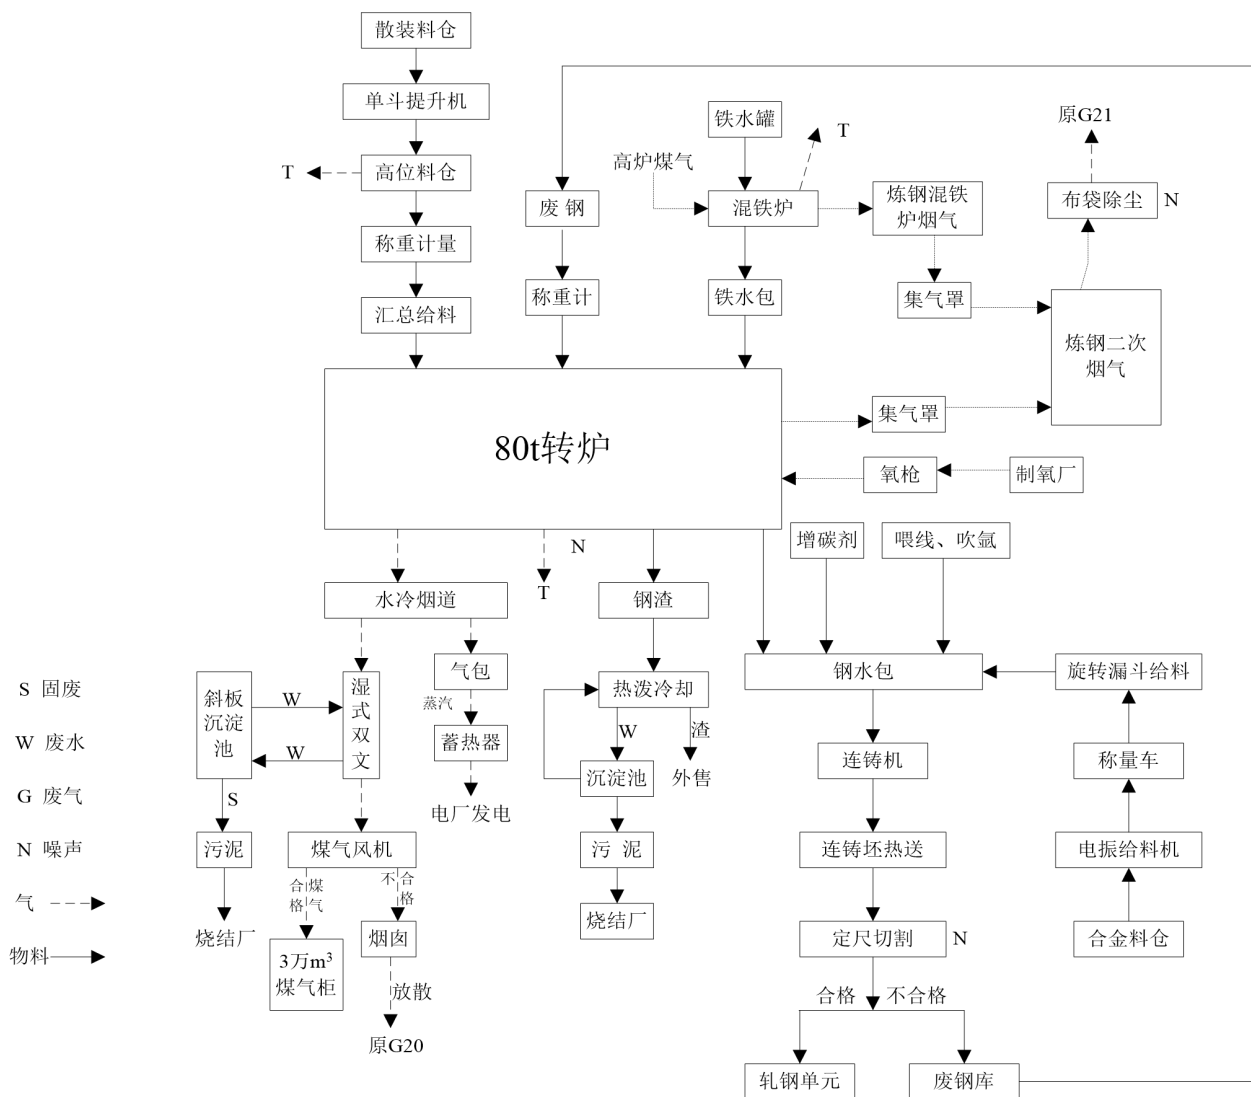 散装料仓
单斗提升机
T
高位料仓
称重计量
汇总给料
废 钢
称重计
铁水罐
T
高炉煤气
混铁炉
铁水包
炼钢混铁
炉烟气
集气罩
原G21
布袋除尘
N
炼钢二次
烟气
80t转炉
集气罩
氧枪
制氧厂
N
T
增碳剂
喂线、吹氩
水冷烟道
钢渣
钢水包
旋转漏斗给料
称量车
电振给料机
合金料仓
斜板
沉淀
池
W
W
湿
式
双
文
气包
蒸汽
蓄热器
电厂发电
热泼冷却
W
渣
沉淀池
外售
连铸机
S
污泥
烧结厂
煤气风机
合格
煤气
不
合格
3万m³
煤气柜
烟囱
放散
原G20
污 泥
烧结厂
连铸坯热送
定尺切割
N
合格
不合格
轧钢单元
废钢库
S 固废
W 废水
G 废气
N 噪声
气
物料